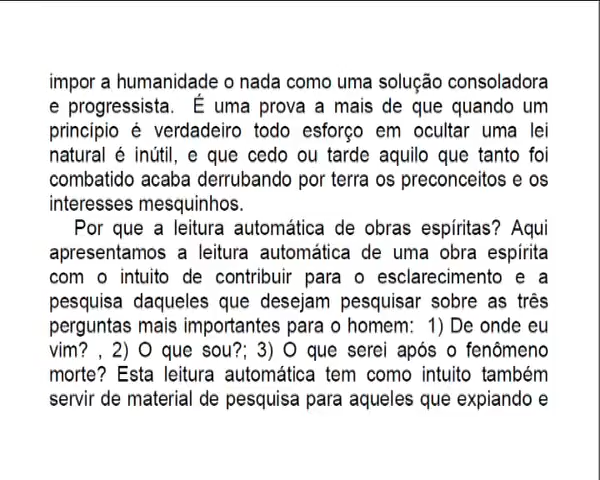 impor a humanidade o nada como uma solução consoladora
e progressista. É uma prova a mais de que quando um
princípio é verdadeiro todo esforço em ocultar uma lei
natural é inútil, e que cedo ou tarde aquilo que tanto foi
combatido acaba derrubando por terra os preconceitos e os
interesses mesquinhos.
Por que a leitura automática de obras espíritas? Aqui
apresentamos a leitura automática de uma obra espírita
com o intuito de contribuir para o esclarecimento e a
pesquisa daqueles que desejam pesquisar sobre as três
perguntas mais importantes para o homem: 1) De onde eu
vim? , 2) O que sou?; 3) O que serei após o fenômeno
morte? Esta leitura automática tem como intuito também
servir de material de pesquisa para aqueles que expiando e